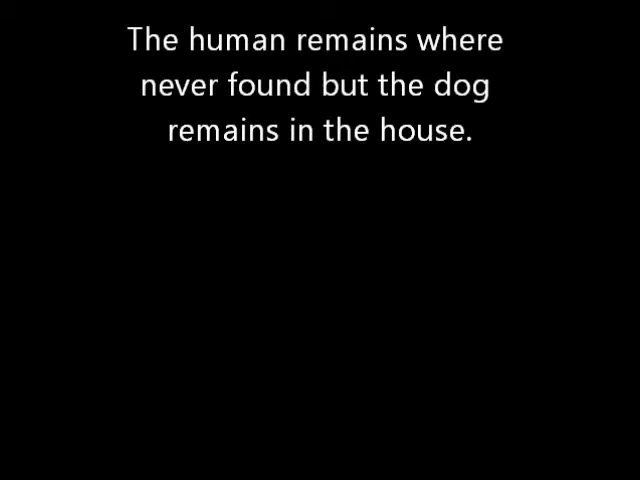 The human remains where
never found but the dog
remains in the house.